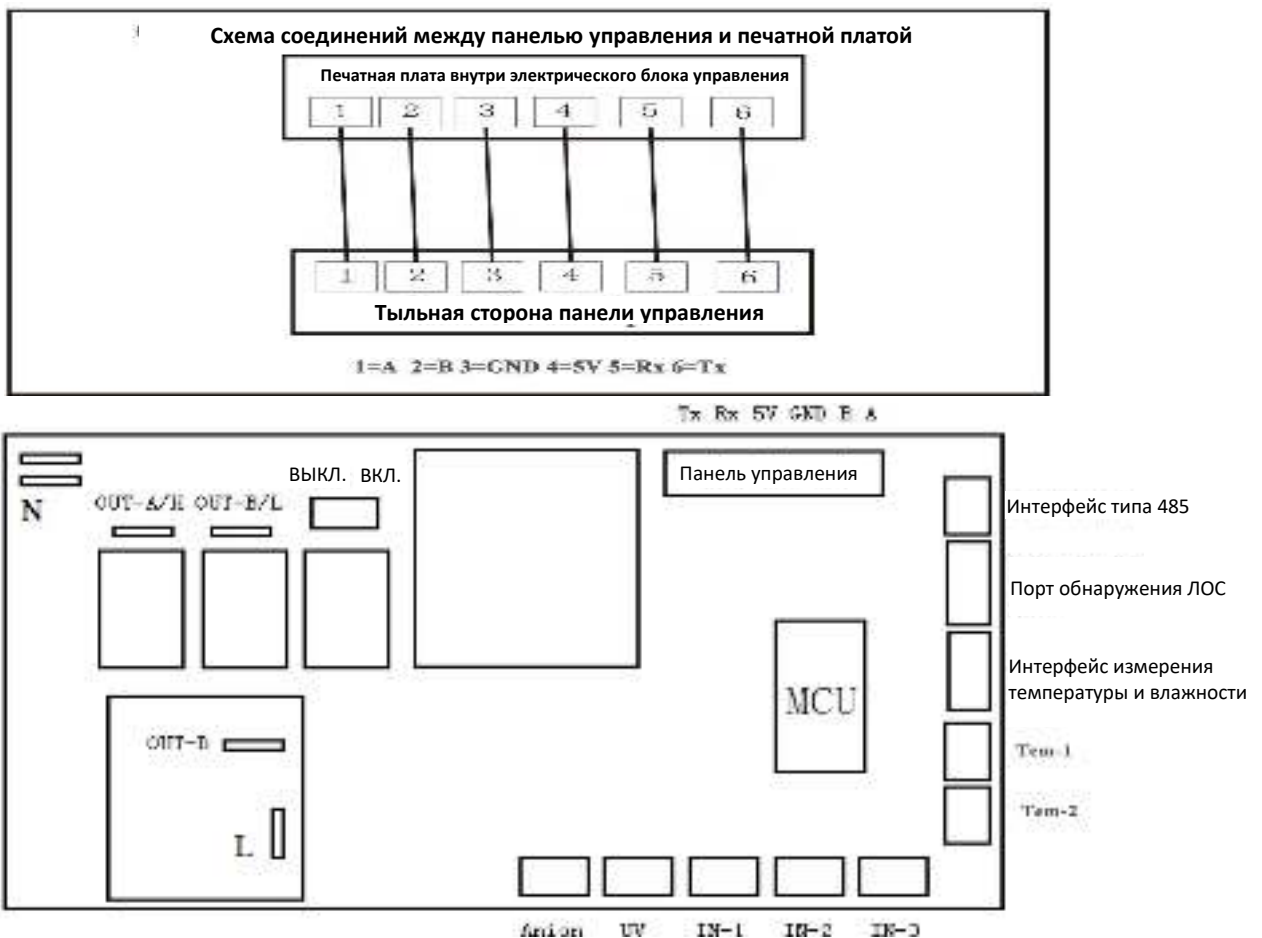 Схема соединений между панелью управления и печатной платой
Печатная плата внутри электрического блока управления
1 2 3 4 5 6
1 2 3 4 5 6
Тыльная сторона панели управления
1=A 2=B 3=GND 4=5V 5=Rx 6=Tx
Tx Rx 5V GND B A
N
OUT-A/H OUT-B/L
ВЫКЛ. ВКЛ.
Панель управления
Интерфейс типа 485
Порт обнаружения ЛОС
Интерфейс измерения
температуры и влажности
MCU
Tem-1
Tem-2
L
Anion UV IN-1 IN-2 IN-3